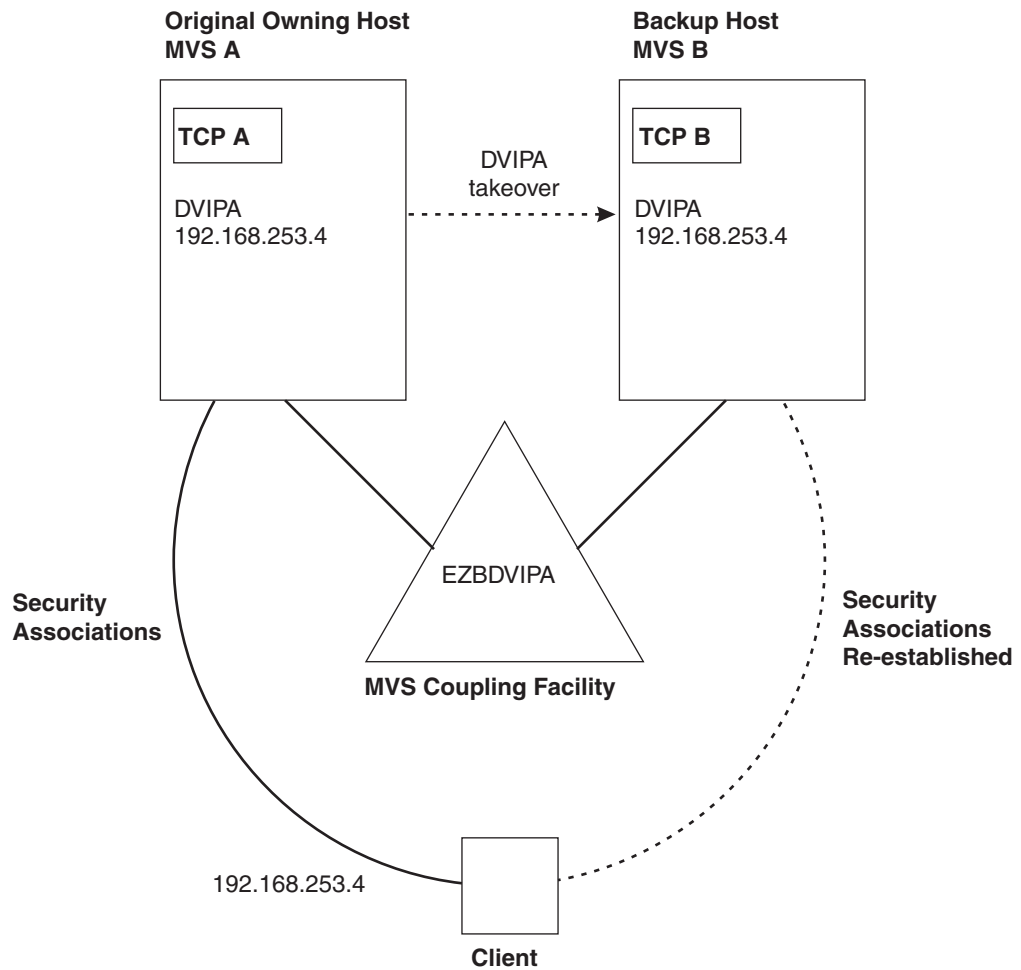 Original Owning Host
MVS A
Backup Host
MVS B
TCP A
TCP B
DVIPA
takeover
DVIPA
192.168.253.4
DVIPA
192.168.253.4
EZBDVIPA
Security
Associations
Security
Associations
Re-established
MVS Coupling Facility
192.168.253.4
Client